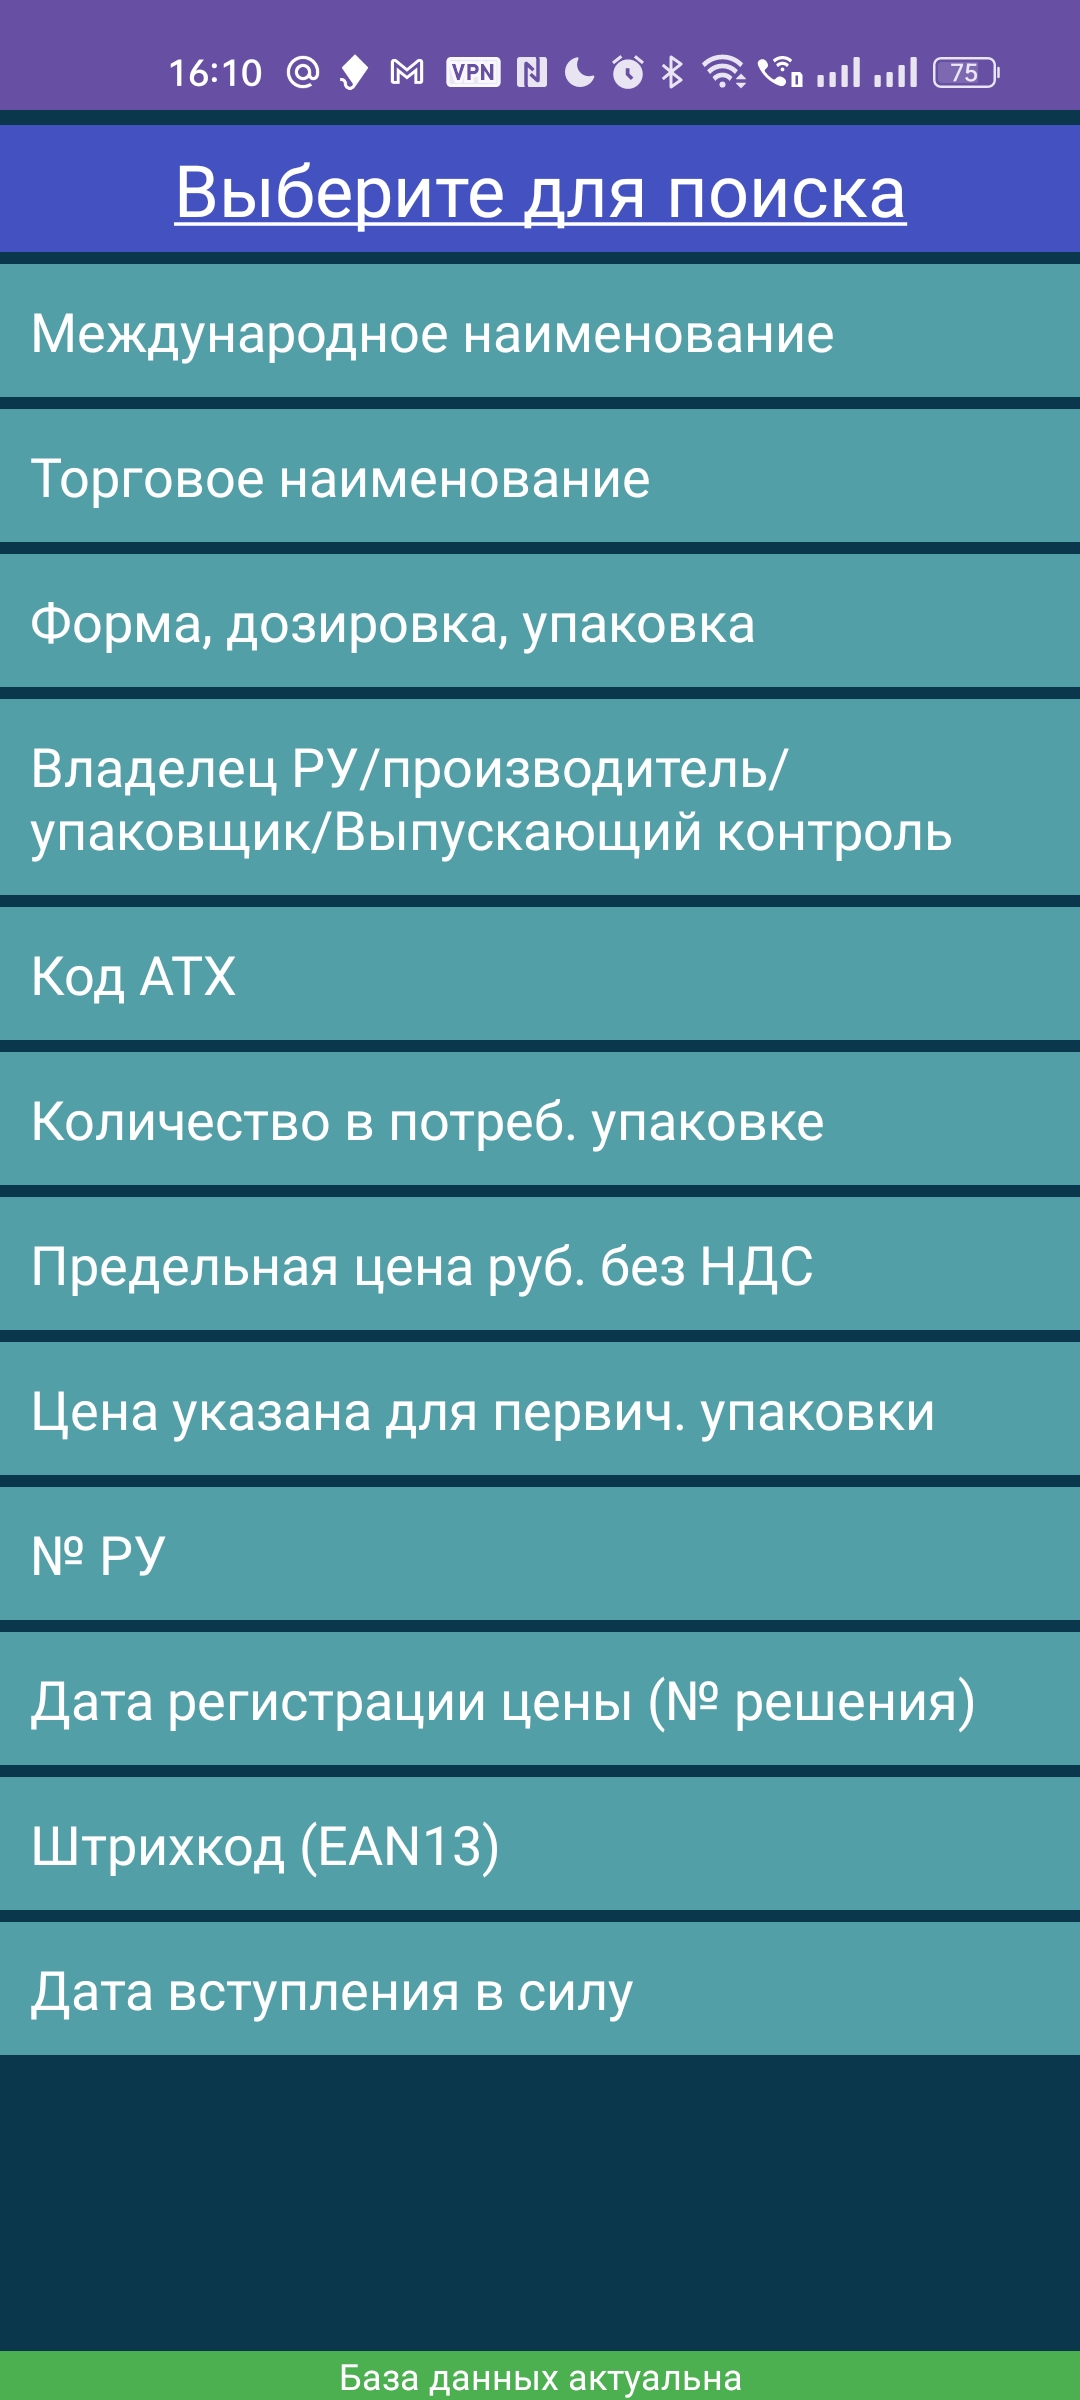 16:10 VPN 75
Выберите для поиска
Международное наименование
Торговое наименование
Форма, дозировка, упаковка
Владелец РУ/производитель/
упаковщик/Выпускающий контроль
Код АТХ
Количество в потреб. упаковке
Предельная цена руб. без НДС
Цена указана для первич. упаковки
№ РУ
Дата регистрации цены (№ решения)
Штрихкод (EAN13)
Дата вступления в силу
База данных актуальна